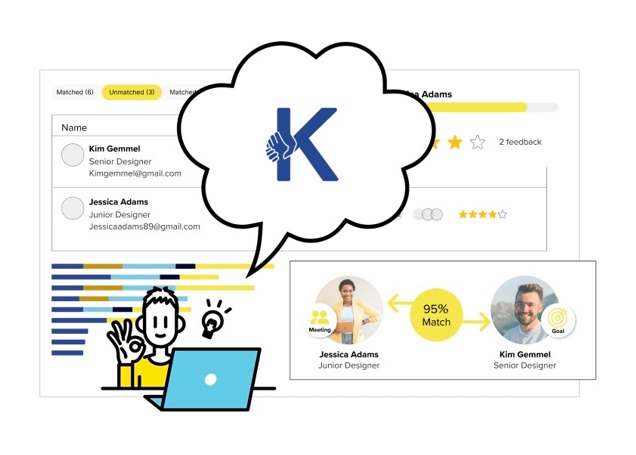 Matched (6)
Unmatched (3)
Matched
Adams
Name
Kim Gemmel
Senior Designer
Kimgemmel@gmail.com
2 feedback
Jessica Adams
Junior Designer
Jessicaadams89@gmail.com
K
95%
Match
Meeting
Goal
Jessica Adams
Junior Designer
Kim Gemmel
Senior Designer